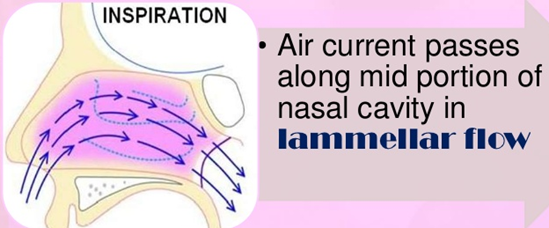 INSPIRATION
• Air current passes
along mid portion of
nasal cavity in
lammellar flow